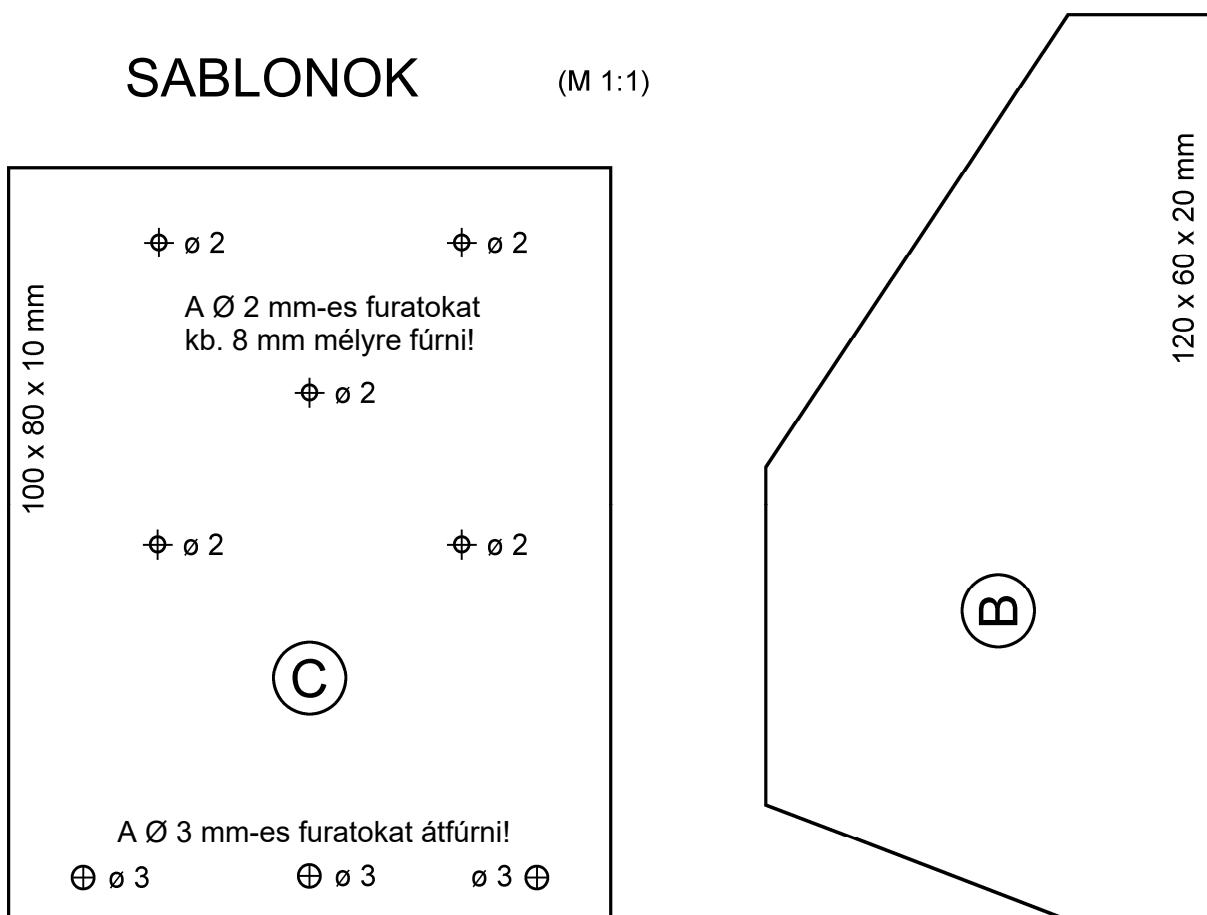 SABLONOK
(M 1:1)
ø 2
ø 2
A Ø 2 mm-es furatokat
kb. 8 mm mélyre fúrni!
100 x 80 x 10 mm
ø 2
ø 2
ø 2
C
A Ø 3 mm-es furatokat átfúrni!
ø 3
ø 3
ø 3
120 x 60 x 20 mm
B